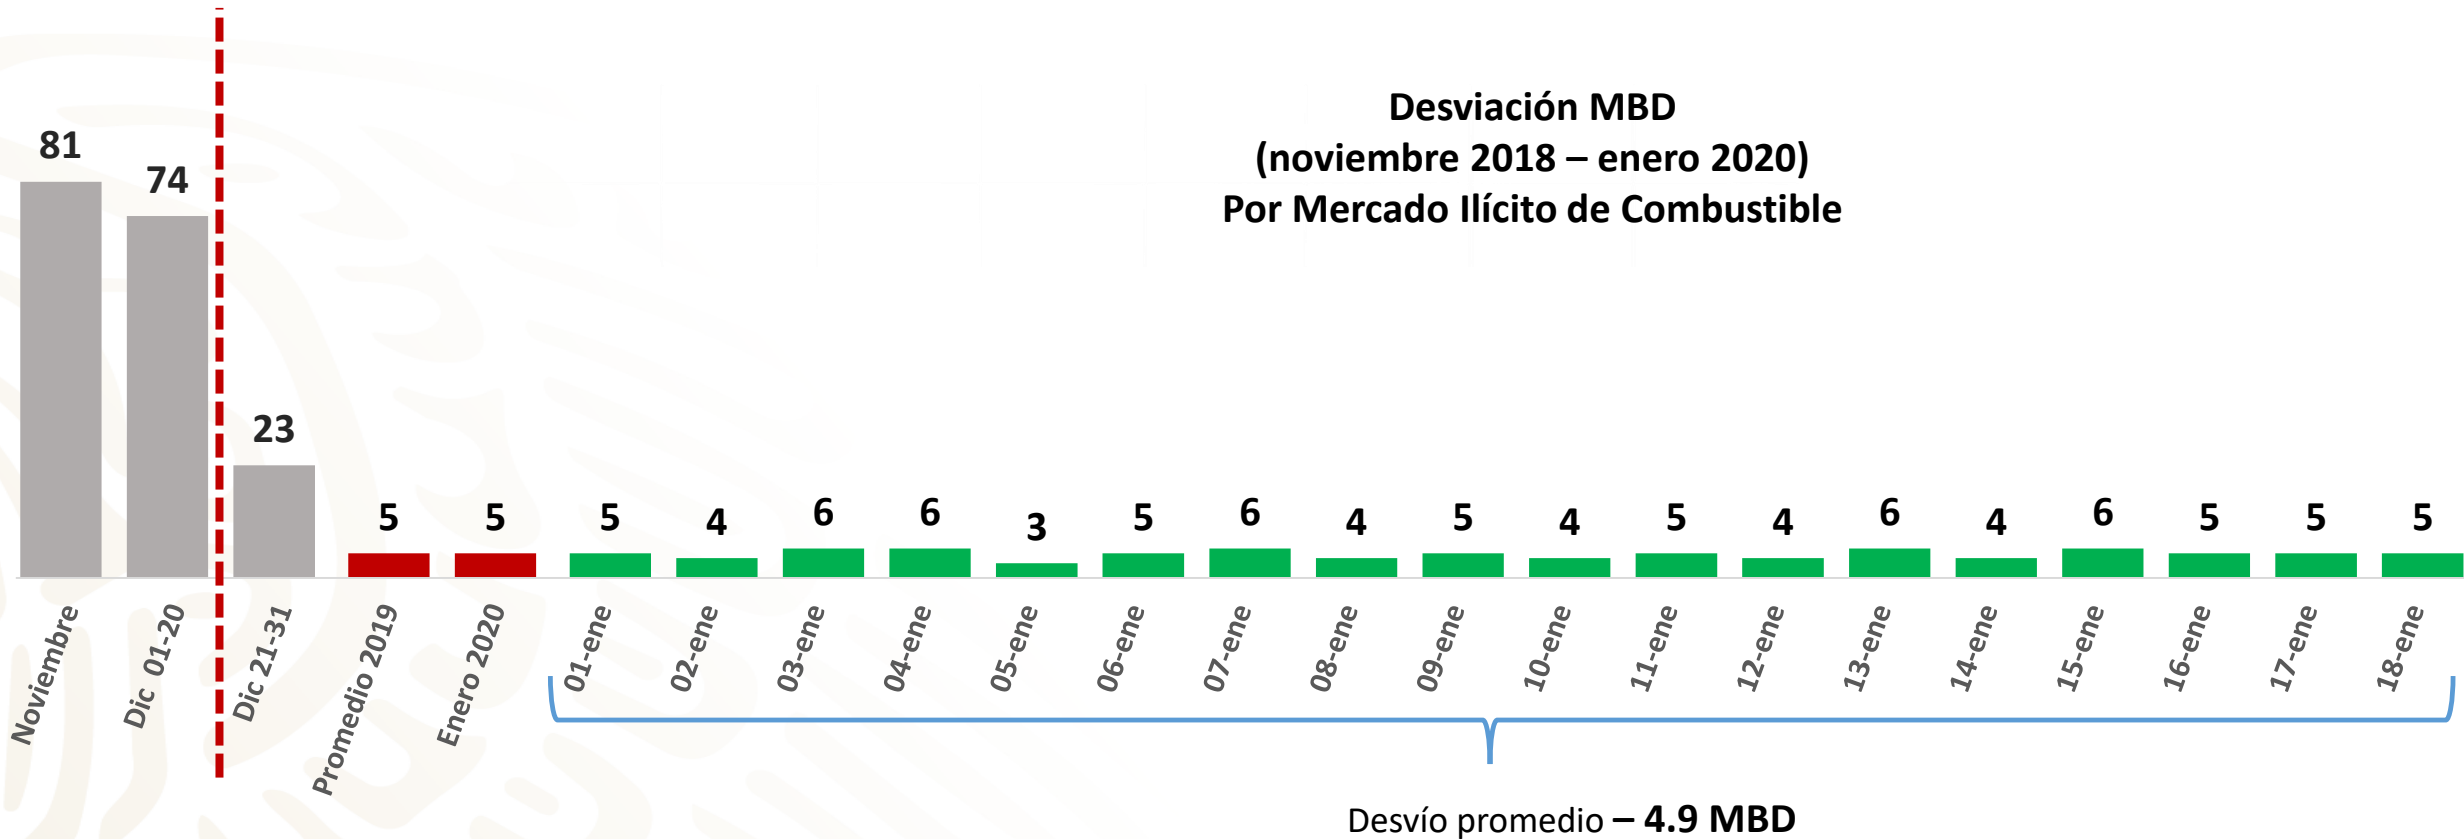 Desviación MBD
(noviembre 2018 – enero 2020)
Por Mercado Ilícito de Combustible
81
74
23
5
5
5
4
6
6
3
5
6
4
5
4
5
4
6
4
6
5
5
5
Noviembre
Dic 01-20
Dic 21-31
Promedio 2019
Enero 2020
01-ene
02-ene
03-ene
04-ene
05-ene
06-ene
07-ene
08-ene
09-ene
10-ene
11-ene
12-ene
13-ene
14-ene
15-ene
16-ene
17-ene
18-ene
Desvío promedio – 4.9 MBD